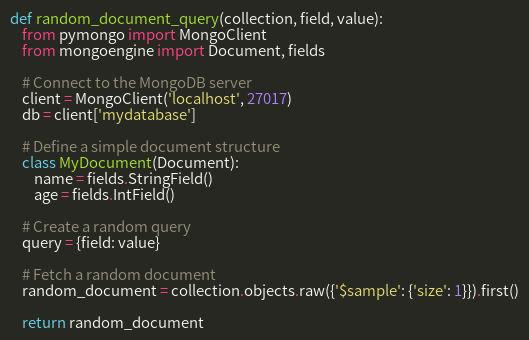 def random_document_query(collection, field, value):
from pymongo import MongoClient
from mongoengine import Document, fields
# Connect to the MongoDB server
client = MongoClient('localhost', 27017)
db = client['mydatabase']
# Define a simple document structure
class MyDocument(Document):
name = fields.StringField()
age = fields.IntField()
# Create a random query
query = {field: value}
# Fetch a random document
random_document = collection.objects.raw({'$sample': {'size': 1}}).first()
return random_document